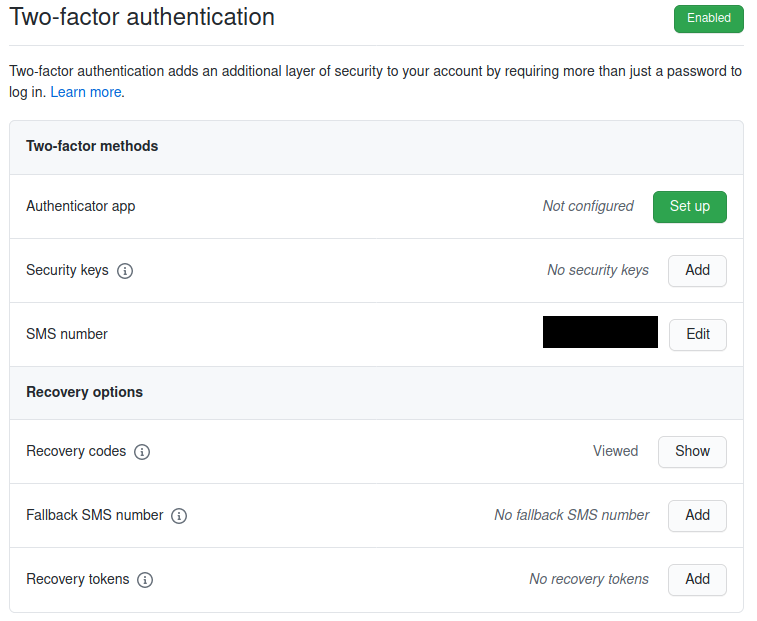 Two-factor authentication
Enabled
Two-factor authentication adds an additional layer of security to your account by requiring more than just a password to
log in. Learn more.
Two-factor methods
Authenticator app Not configured Set up
Security keys No security keys Add
SMS number Edit
Recovery options
Recovery codes Viewed Show
Fallback SMS number No fallback SMS number Add
Recovery tokens No recovery tokens Add